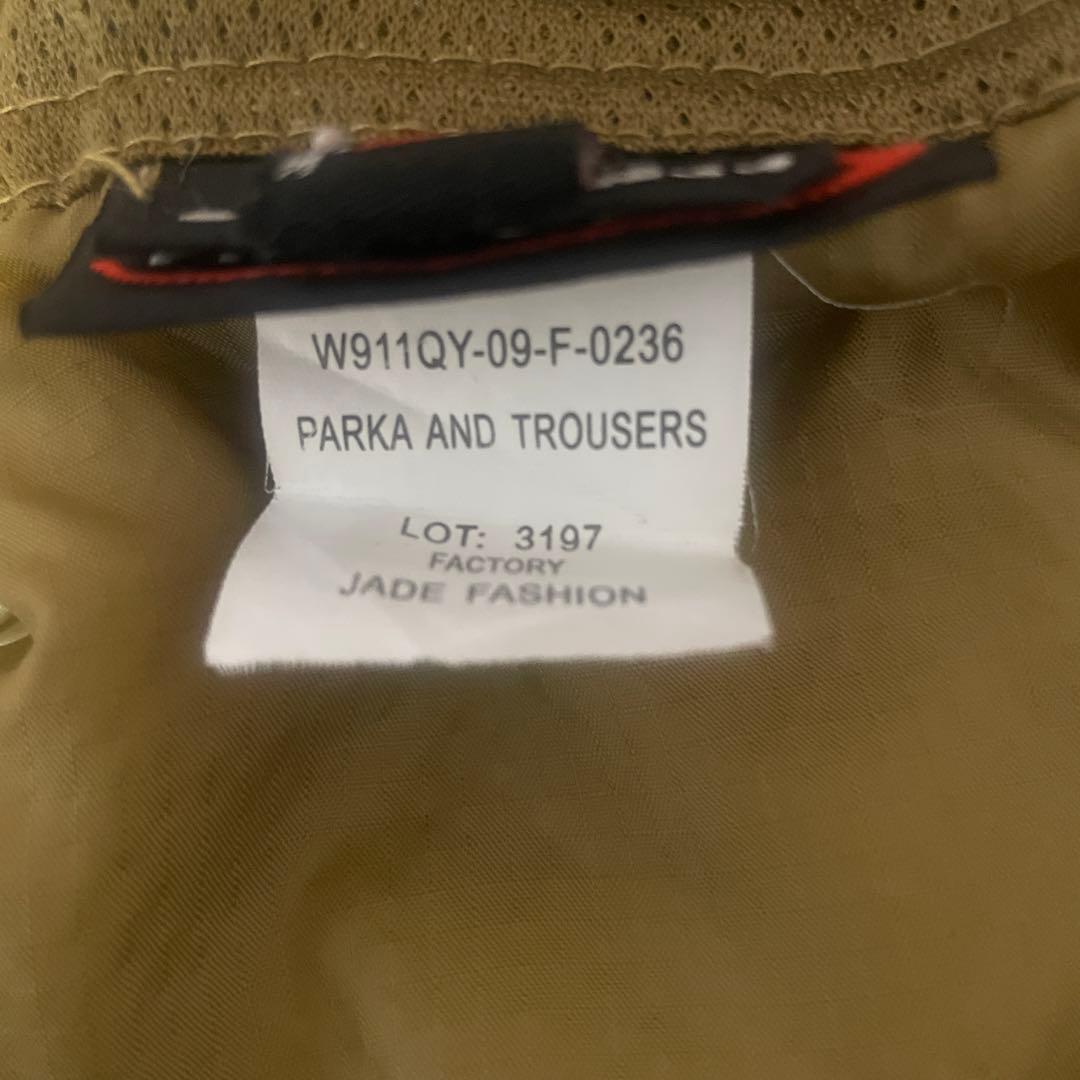 W911QY-09-F-0236
PARKA AND TROUSERS
LOT: 3197
FACTORY
JADE FASHION